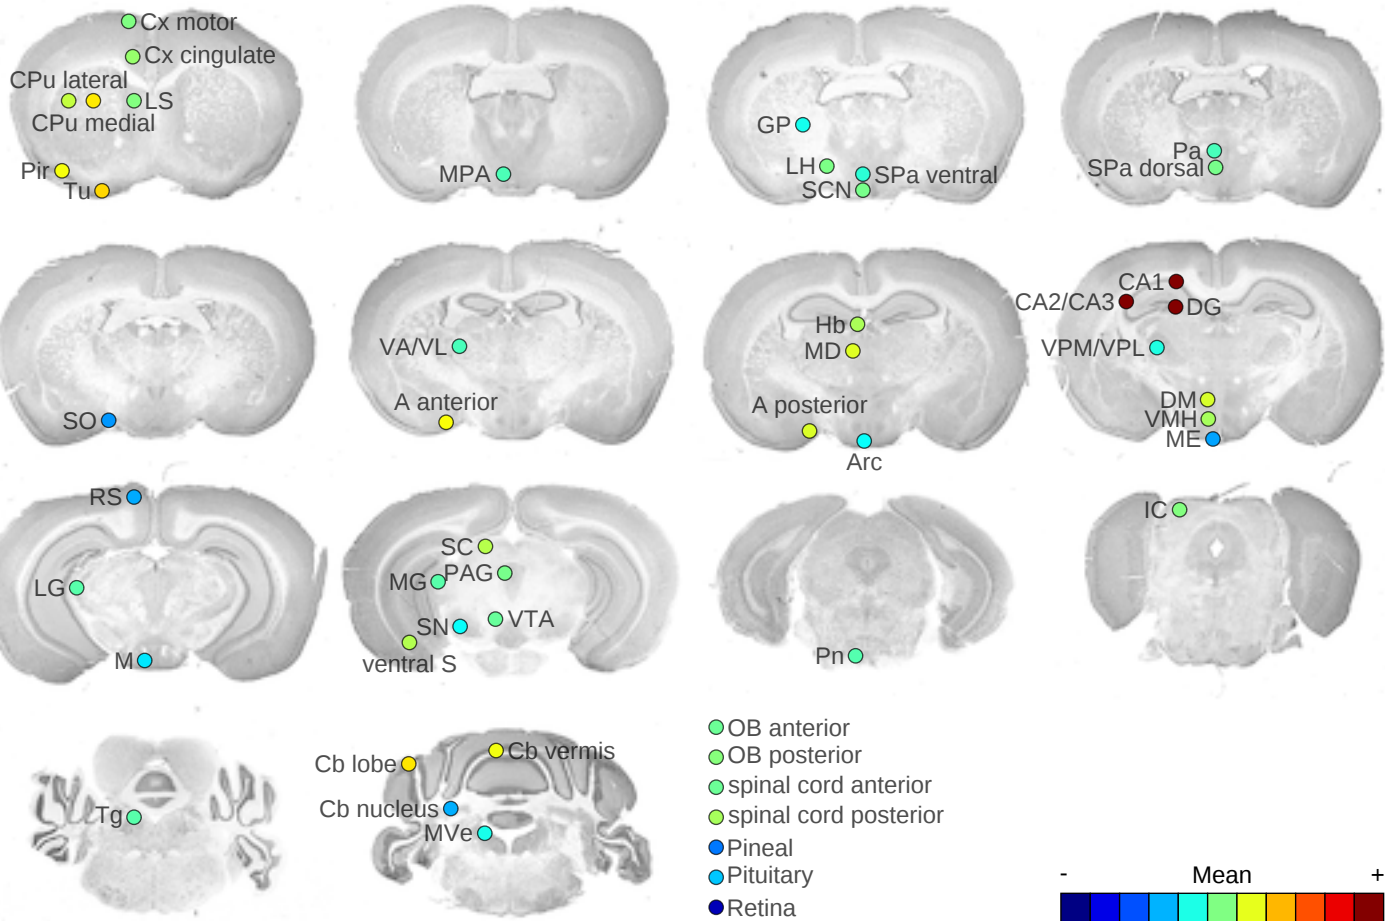 Cx motor
Cx cingulate
CPu lateral
LS
CPu medial
Pir
Tu
MPA
GP
LH
SPa ventral
SCN
Pa
SPa dorsal
SO
VA/VL
A anterior
Hb
MD
A posterior
Arc
CA1
CA2/CA3
DG
VPM/VPL
DM
VMH
ME
RS
LG
M
SC
MG
PAG
SN
VTA
ventral S
Pn
IC
Tg
Cb lobe
Cb vermis
Cb nucleus
MVe
OB anterior
OB posterior
spinal cord anterior
spinal cord posterior
Pineal
Pituitary
Retina
- Mean +